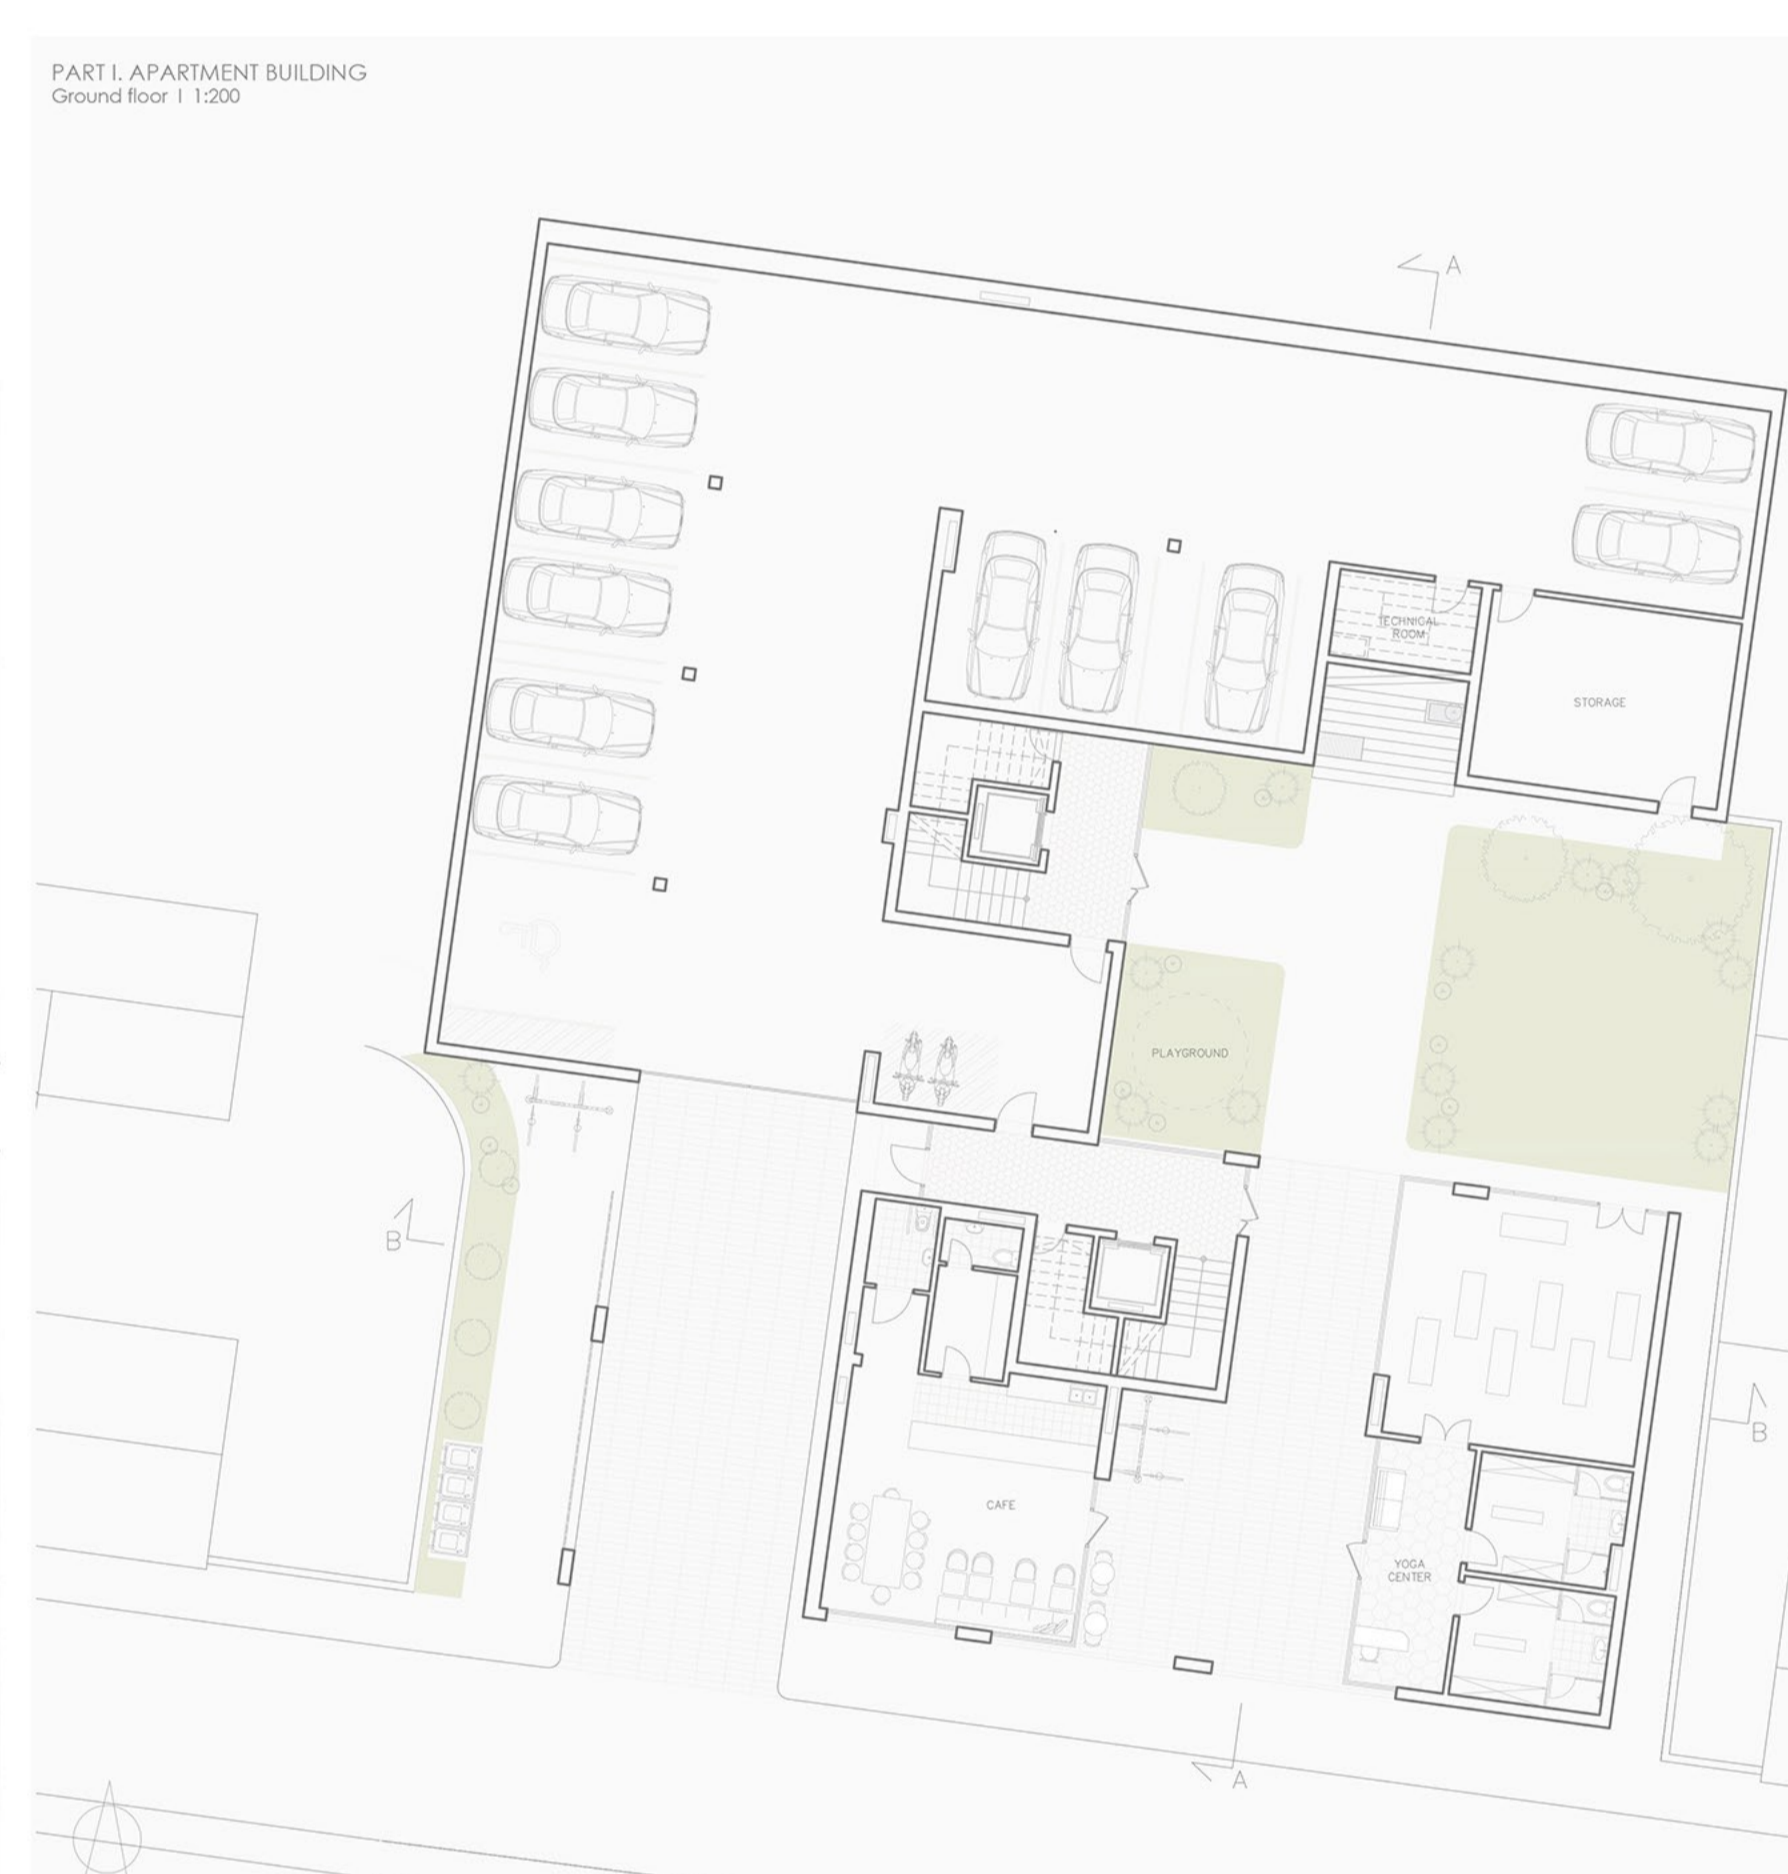 PART I. APARTMENT BUILDING
Ground floor I 1:200
A
TECHNICAL
ROOM
STORAGE
PLAYGROUND
B
B
CAFE
YOGA
CENTER
A